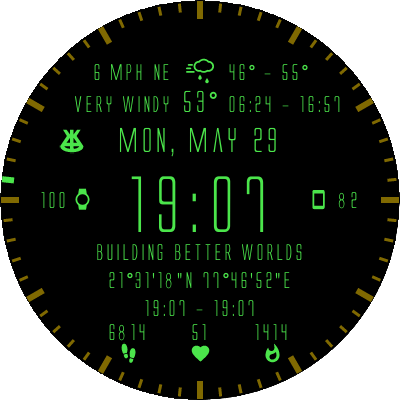 6 MPH NE 46° - 55°
VERY WINDY 53° 06:24 - 16:57
MON, MAY 29
19:07
100 82
BUILDING BETTER WORLDS
21°31'18"N 77°46'52"E
19:07 - 19:07
6814 51 1414